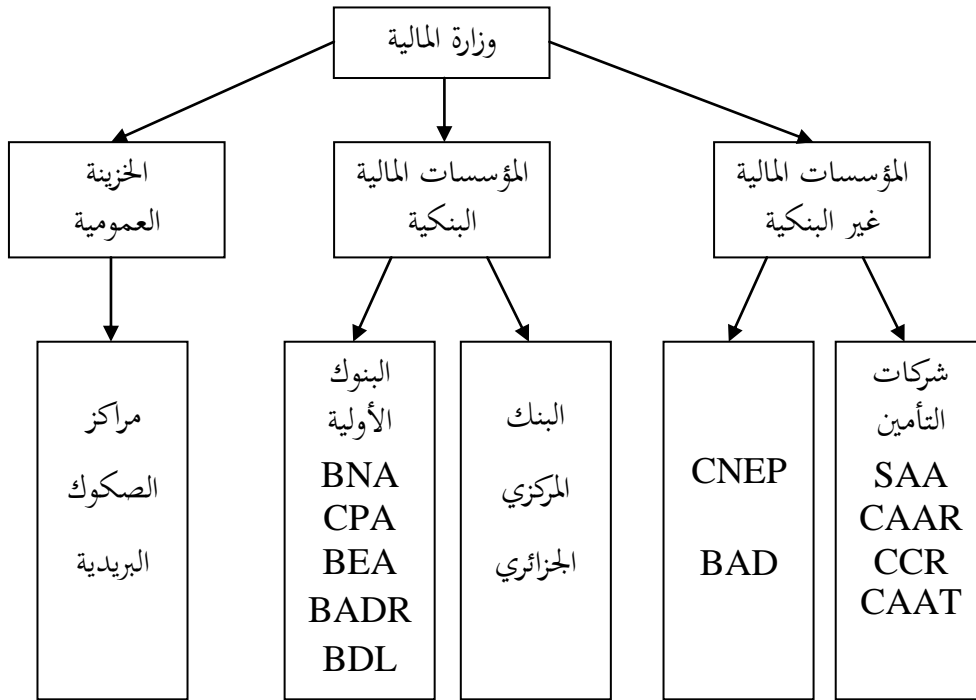 وزارة المالية
المؤسسات المالية
غير البنكية
المؤسسات المالية
البنكية
الخزينة
العمومية
شركات
التأمين
SAA
CAAR
CCR
CAAT
CNEP
BAD
البنك
المركزي
الجزائري
البنوك
الأولية
BNA
CPA
BEA
BADR
BDL
مراكز
الصكوك
البريدية